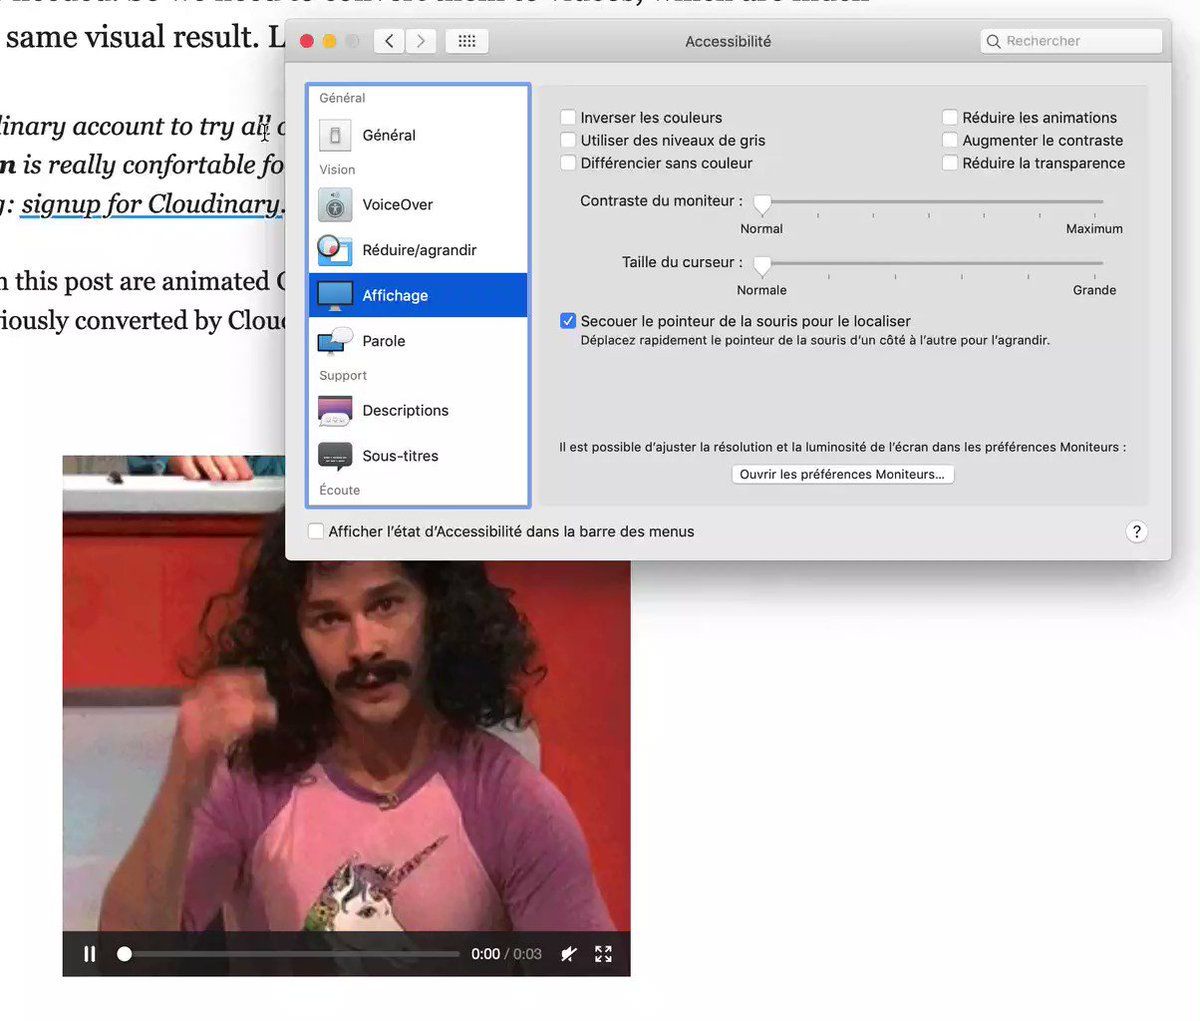 same visual result. L
linary account to try all
n is really confortable fo
g: signup for Cloudinary.
n this post are animated
iously converted by Clou
Accessibilité
Rechercher
Général
Général
Vision
VoiceOver
Réduire/agrandir
Affichage
Parole
Support
Descriptions
Sous-titres
Écoute
Inverser les couleurs
Utiliser des niveaux de gris
Différencier sans couleur
Réduire les animations
Augmenter le contraste
Réduire la transparence
Contraste du moniteur :
Normal Maximum
Taille du curseur :
Normale Grande
Secouer le pointeur de la souris pour le localiser
Déplacez rapidement le pointeur de la souris d'un côté à l'autre pour l'agrandir.
Il est possible d'ajuster la résolution et la luminosité de l'écran dans les préférences Moniteurs :
Ouvrir les préférences Moniteurs...
Afficher l'état d'Accessibilité dans la barre des menus
?
0:00 / 0:03